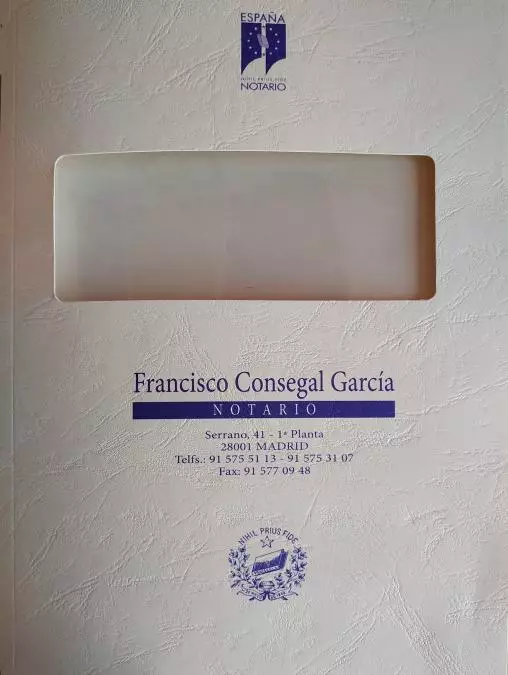 ESPAÑA
NIHIL PRIUS FIDE
NOTARIO
Francisco Consegal García
NOTARIO
Serrano, 41 - 1ª Planta
28001 MADRID
Telfs.: 91 575 51 13 - 91 575 31 07
Fax: 91 577 09 48
NIHIL PRIUS FIDE